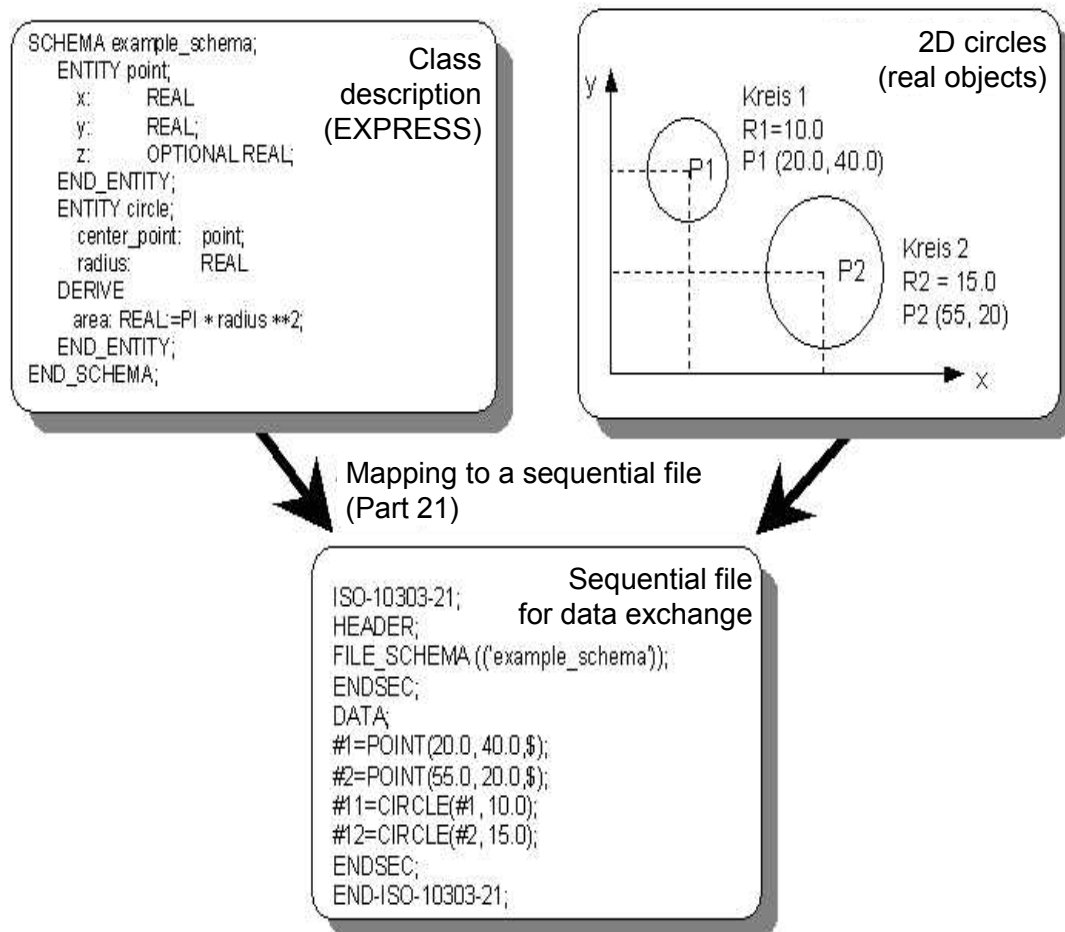 SCHEMA example_schema;
ENTITY point;
x: REAL
y: REAL;
z: OPTIONAL REAL;
END_ENTITY;
ENTITY circle;
center_point: point;
radius: REAL
DERIVE
area: REAL:=PI * radius **2;
END_ENTITY;
END_SCHEMA;
Class
description
(EXPRESS)
2D circles
(real objects)
y
Kreis 1
R1=10.0
P1 (20.0, 40.0)
P1
Kreis 2
R2 = 15.0
P2 (55, 20)
P2
x
Mapping to a sequential file
(Part 21)
Sequential file
for data exchange
ISO-10303-21;
HEADER;
FILE_SCHEMA (('example_schema'));
ENDSEC;
DATA;
#1=POINT(20.0, 40.0,$);
#2=POINT(55.0, 20.0,$);
#11=CIRCLE(#1, 10.0);
#12=CIRCLE(#2, 15.0);
ENDSEC;
END-ISO-10303-21;